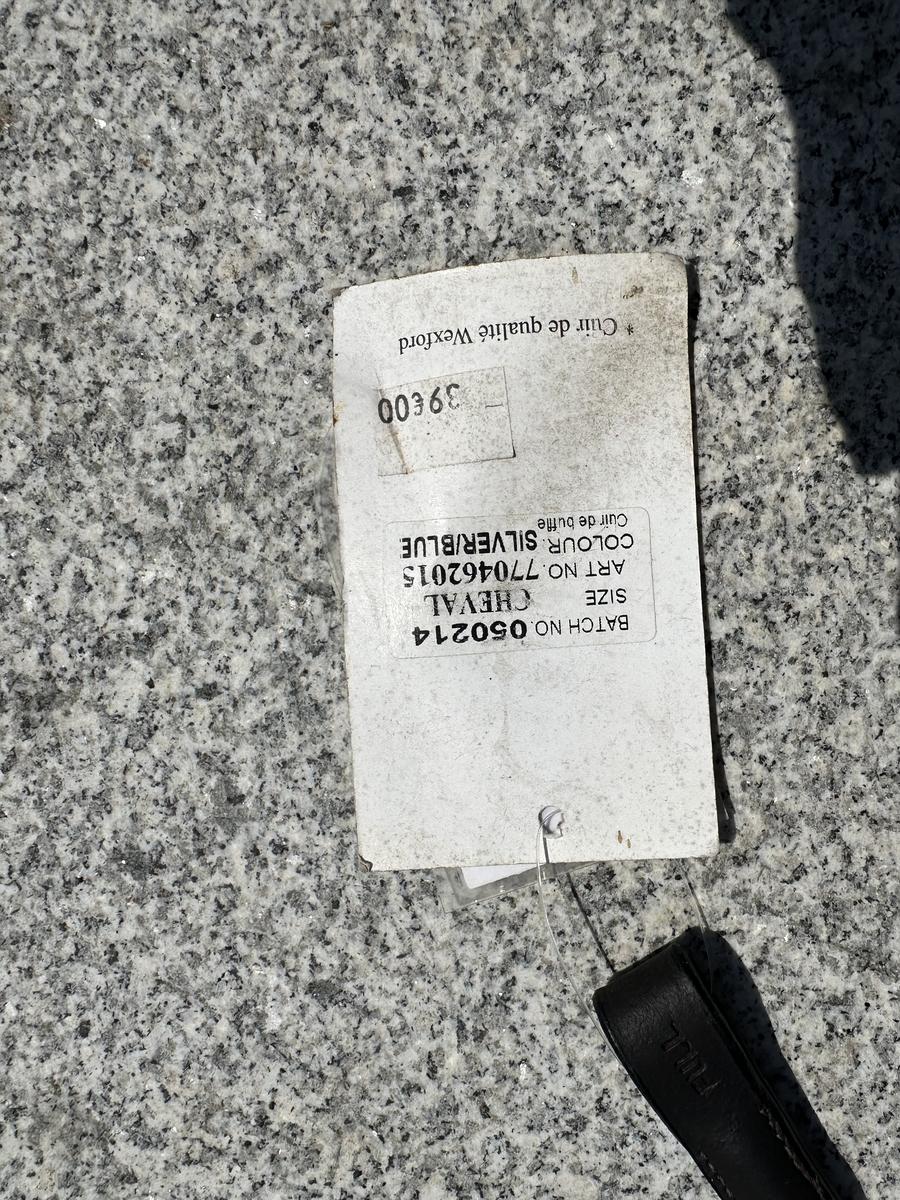 BATCH NO. 050214
SIZE CHEVAL
ART NO. 770462015
COLOUR. SILVER/BLUE
Cuir de buffle
39€00
* Cuir de qualité Wexford
FULL